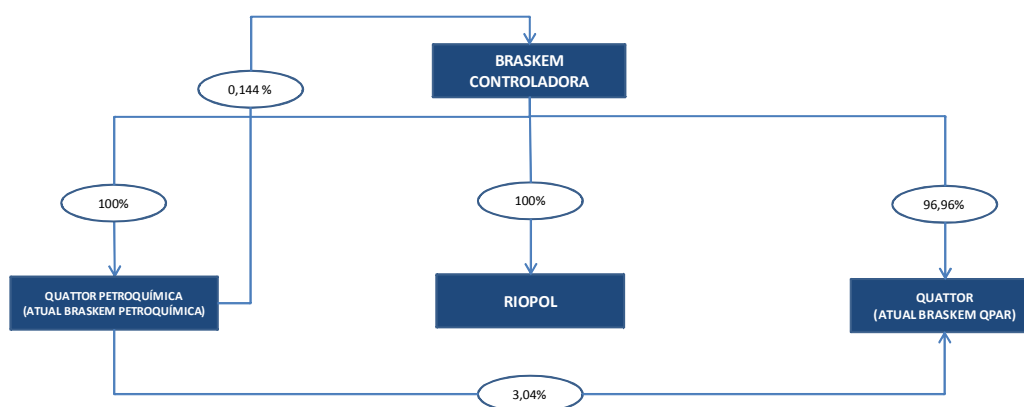 BRASKEM
CONTROLADORA
0,144 %
100%
100%
96,96%
QUATTOR PETROQUÍMICA
(ATUAL BRASKEM PETROQUÍMICA)
RIOPOL
QUATTOR
(ATUAL BRASKEM QPAR)
3,04%